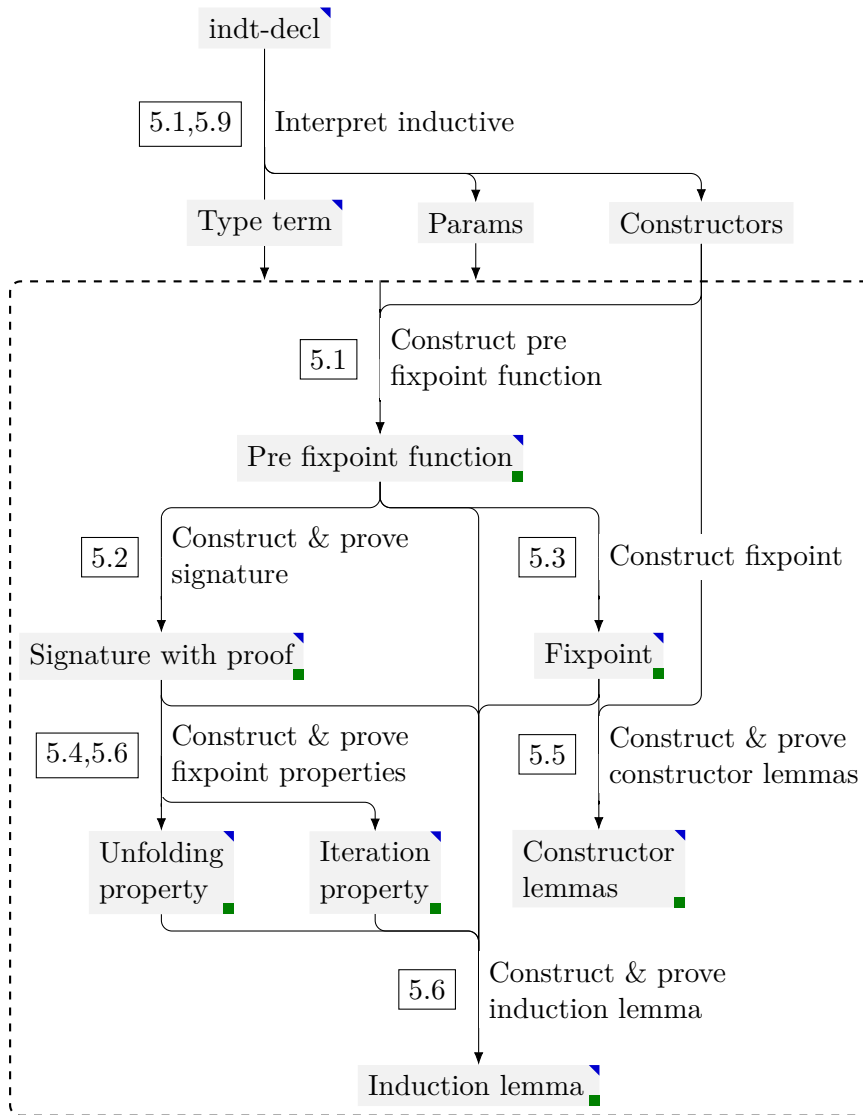 indt-decl
5.1,5.9
Interpret inductive
Type term
Params
Constructors
5.1
Construct pre
fixpoint function
Pre fixpoint function
5.2
Construct & prove
signature
5.3
Construct fixpoint
Signature with proof
Fixpoint
5.4,5.6
Construct & prove
fixpoint properties
5.5
Construct & prove
constructor lemmas
Unfolding
property
Iteration
property
Constructor
lemmas
5.6
Construct & prove
induction lemma
Induction lemma